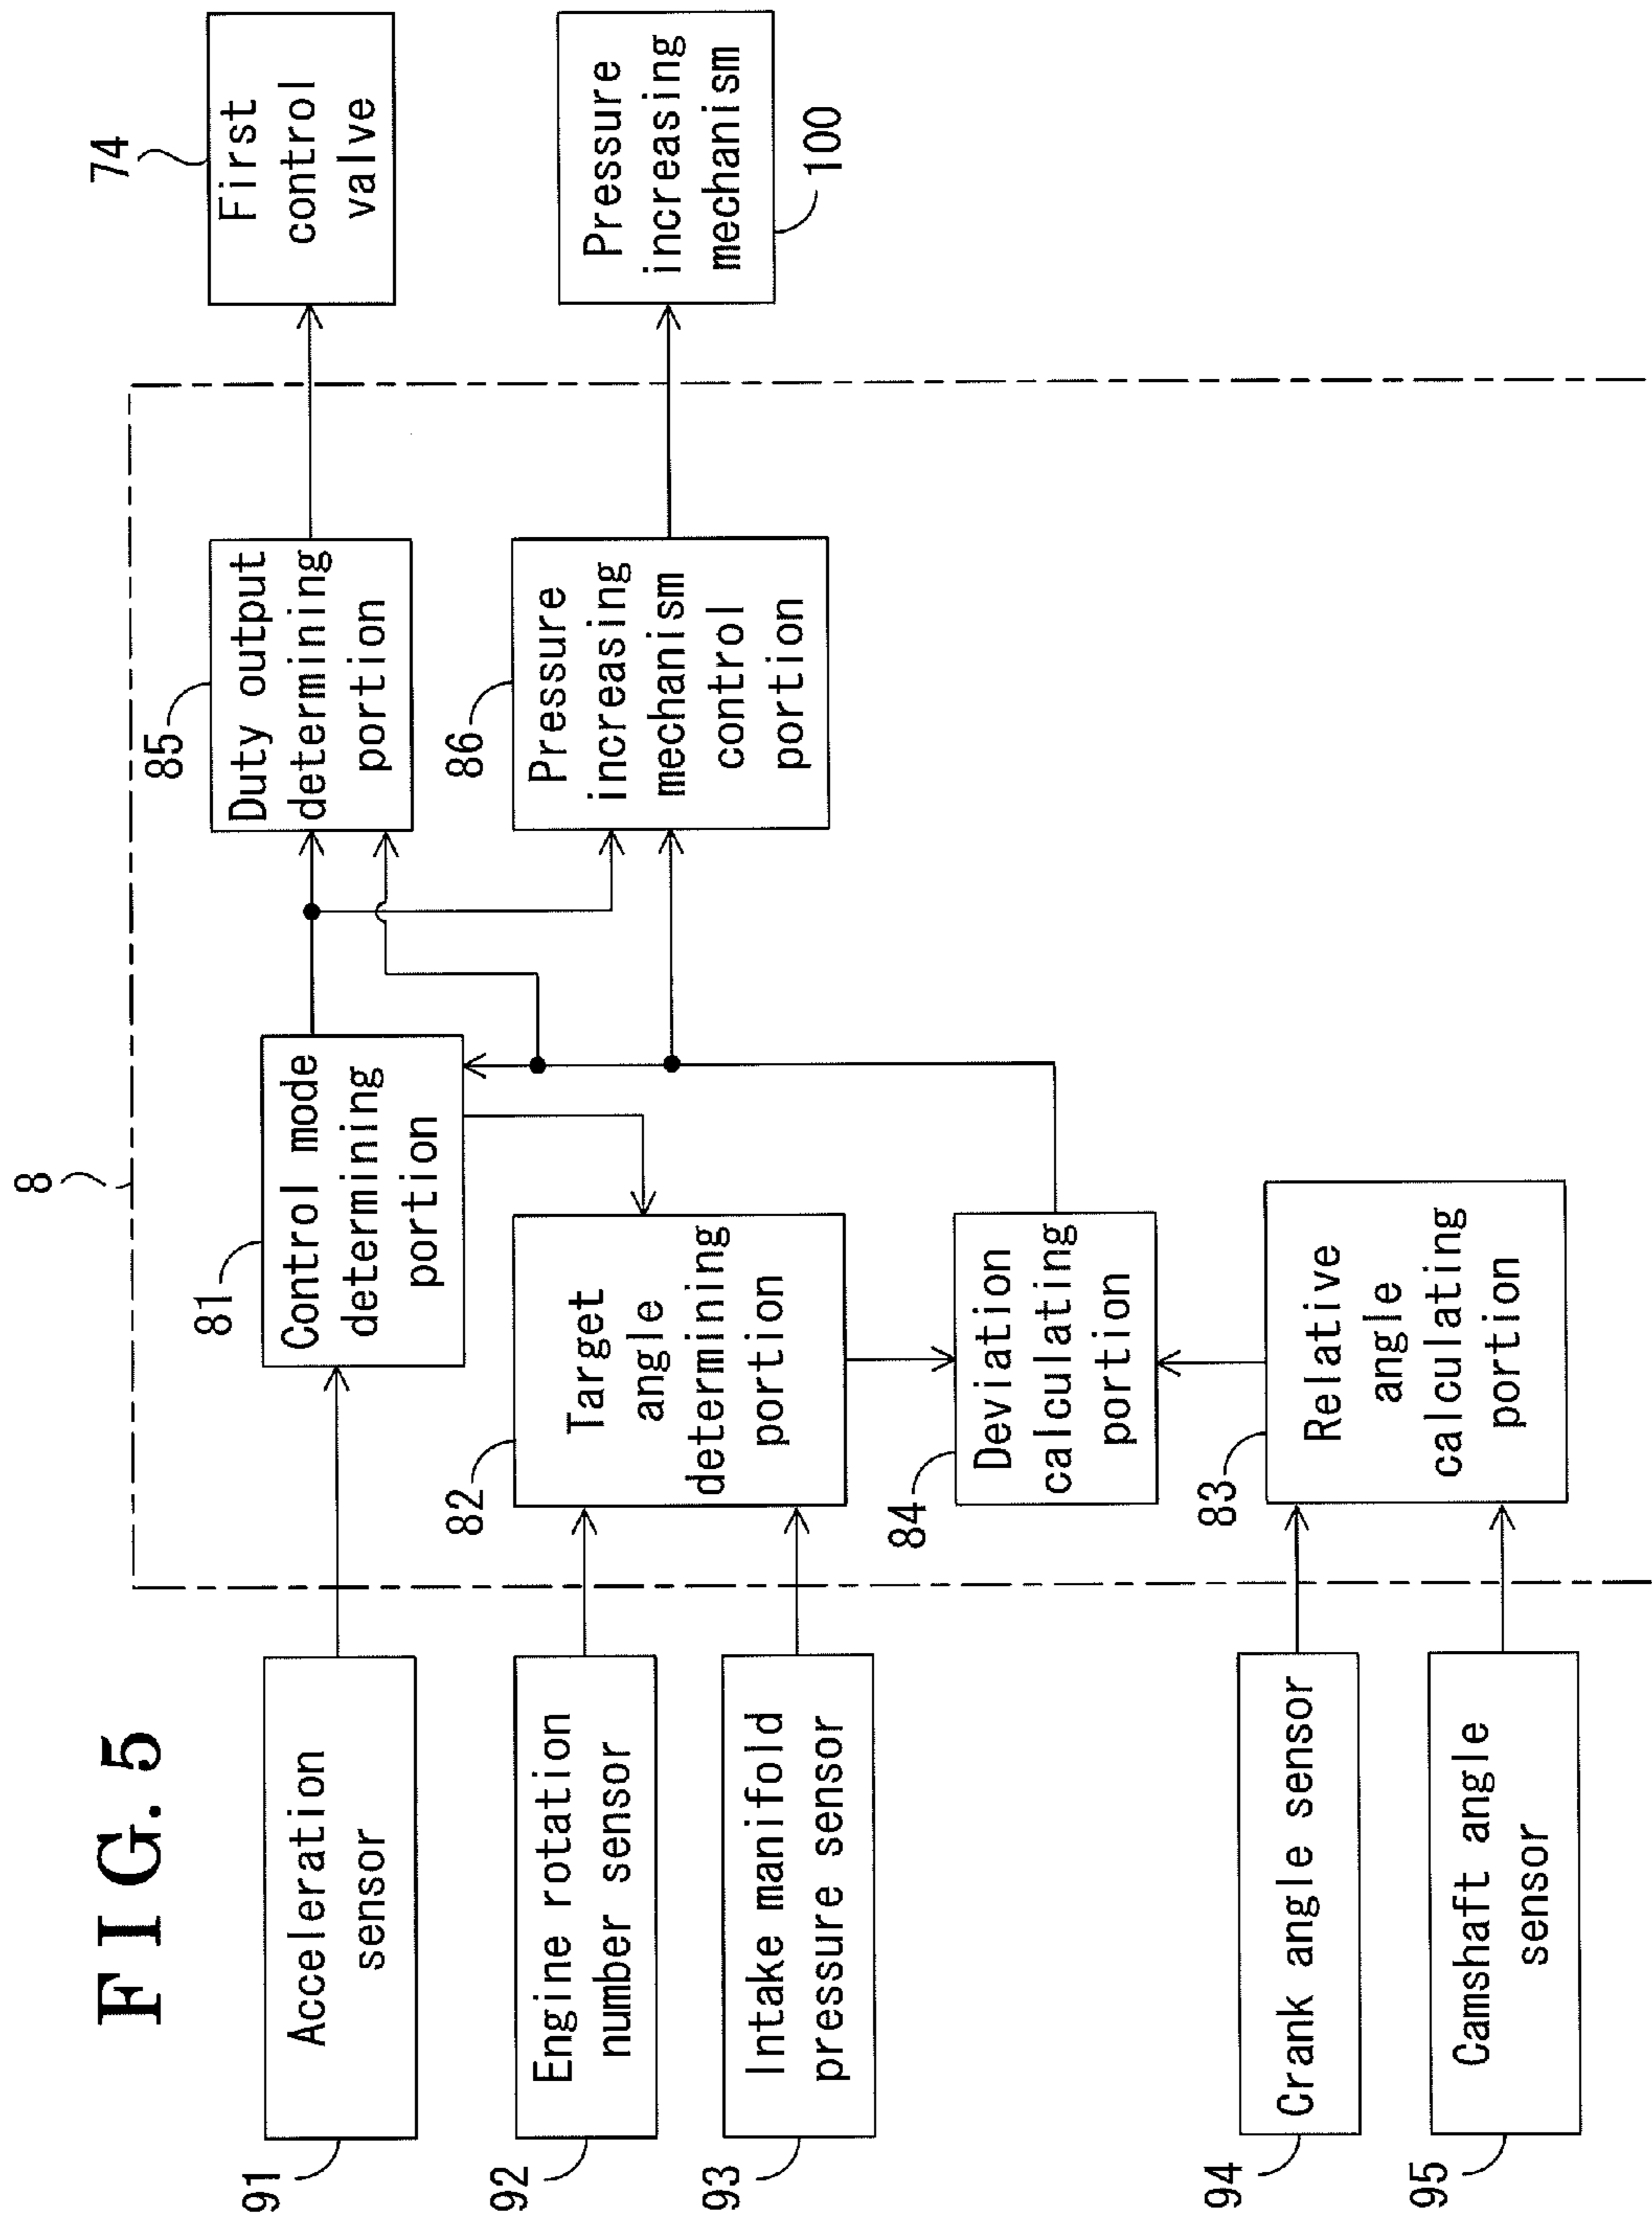 FIG. 5
8
91
Acceleration
sensor
92
Engine rotation
number sensor
93
Intake manifold
pressure sensor
94
Crank angle sensor
95
Camshaft angle
sensor
81
Control mode
determining
portion
82
Target
angle
determining
portion
84
Deviation
calculating
portion
83
Relative
angle
calculating
portion
85
Duty output
determining
portion
86
Pressure
increasing
mechanism
control
portion
74
First
control
valve
Pressure
increasing
mechanism
100